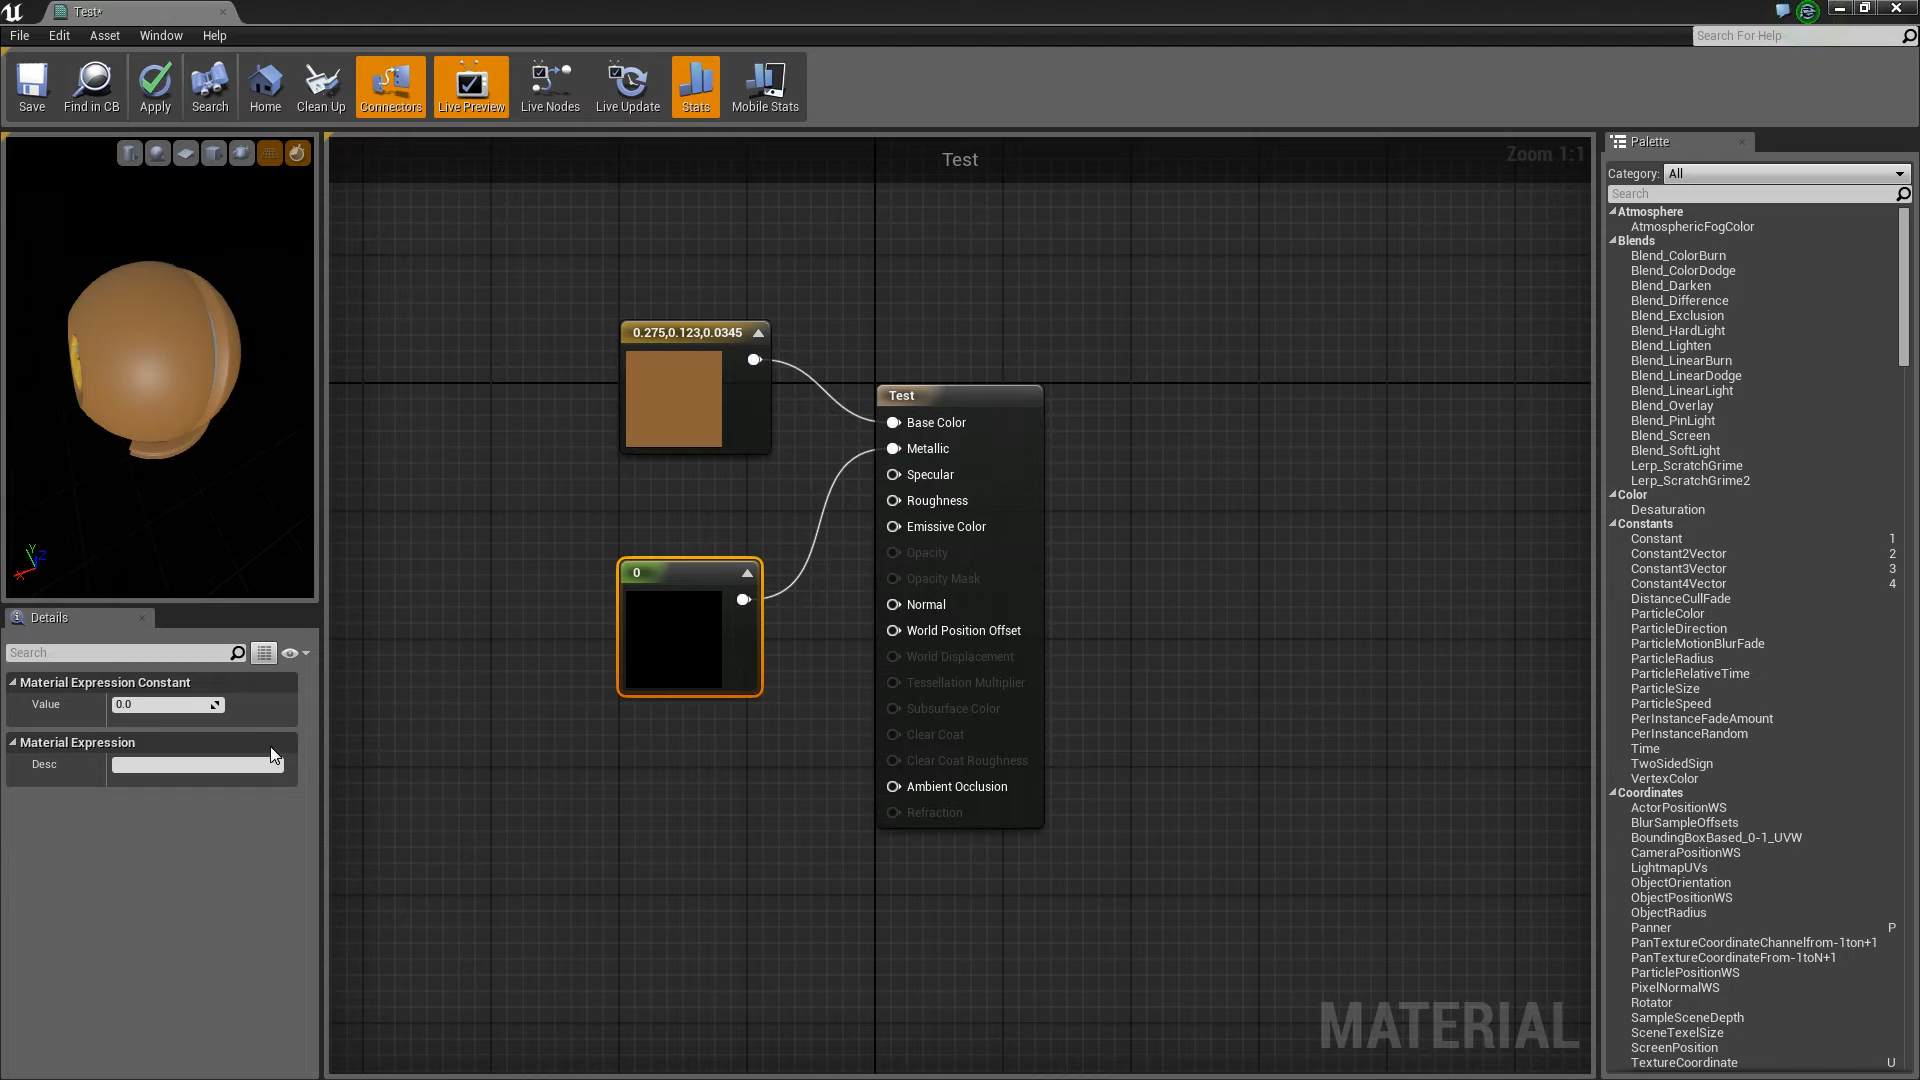 Test*
File Edit Asset Window Help
Search For Help
Save Find in CB Apply Search Home Clean Up Connectors Live Preview Live Nodes Live Update Stats Mobile Stats
Test
Zoom 1:1
0.275,0.123,0.0345
Test
Base Color
Metallic
Specular
Roughness
Emissive Color
Opacity
Opacity Mask
Normal
World Position Offset
World Displacement
Tessellation Multiplier
Subsurface Color
Clear Coat
Clear Coat Roughness
Ambient Occlusion
Refraction
0
MATERIAL
Y
Z
X
Details
Search
Material Expression Constant
Value 0.0
Material Expression
Desc
Palette
Category: All
Search
Atmosphere
AtmosphericFogColor
Blends
Blend_ColorBurn
Blend_ColorDodge
Blend_Darken
Blend_Difference
Blend_Exclusion
Blend_HardLight
Blend_Lighten
Blend_LinearBurn
Blend_LinearDodge
Blend_LinearLight
Blend_Overlay
Blend_PinLight
Blend_Screen
Blend_SoftLight
Lerp_ScratchGrime
Lerp_ScratchGrime2
Color
Desaturation
Constants
Constant 1
Constant2Vector 2
Constant3Vector 3
Constant4Vector 4
DistanceCullFade
ParticleColor
ParticleDirection
ParticleMotionBlurFade
ParticleRadius
ParticleRelativeTime
ParticleSize
ParticleSpeed
PerInstanceFadeAmount
PerInstanceRandom
Time
TwoSidedSign
VertexColor
Coordinates
ActorPositionWS
BlurSampleOffsets
BoundingBoxBased_0-1_UVW
CameraPositionWS
LightmapUVs
ObjectOrientation
ObjectPositionWS
ObjectRadius
Panner P
PanTextureCoordinateChannelfrom-1ton+1
PanTextureCoordinateFrom-1toN+1
ParticlePositionWS
PixelNormalWS
Rotator
SampleSceneDepth
SceneTexelSize
ScreenPosition
TextureCoordinate U